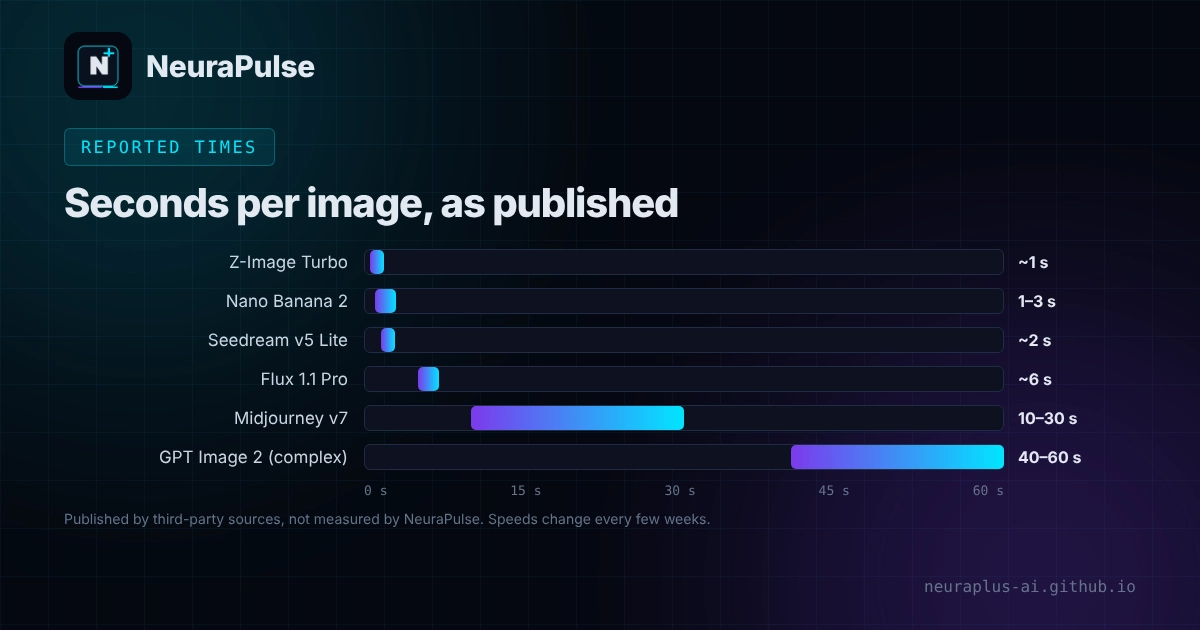 N+
NeuraPulse
REPORTED TIMES
Seconds per image, as published
Z-Image Turbo ~1 s
Nano Banana 2 1–3 s
Seedream v5 Lite ~2 s
Flux 1.1 Pro ~6 s
Midjourney v7 10–30 s
GPT Image 2 (complex) 40–60 s
0 s 15 s 30 s 45 s 60 s
Published by third-party sources, not measured by NeuraPulse. Speeds change every few weeks.
neuraplus-ai.github.io